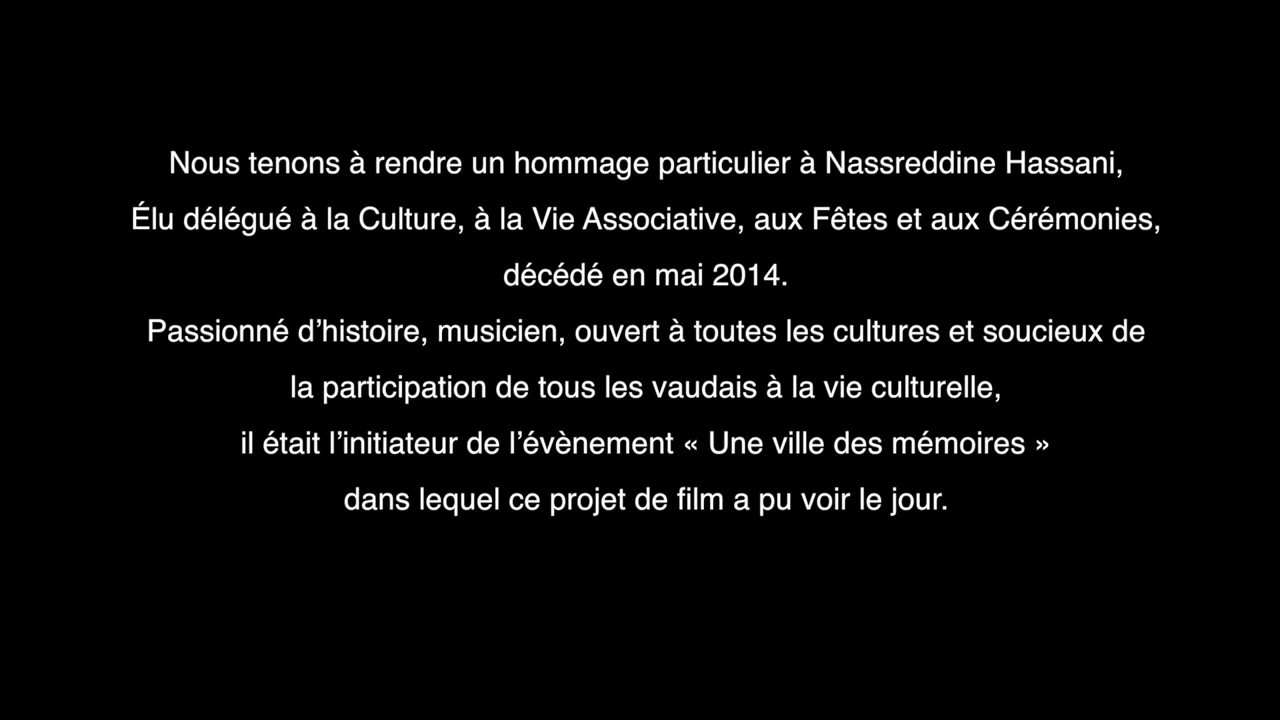 Nous tenons à rendre un hommage particulier à Nassreddine Hassani,
Élu délégué à la Culture, à la Vie Associative, aux Fêtes et aux Cérémonies,
décédé en mai 2014.
Passionné d’histoire, musicien, ouvert à toutes les cultures et soucieux de
la participation de tous les vaudais à la vie culturelle,
il était l’initiateur de l’évènement « Une ville des mémoires »
dans lequel ce projet de film a pu voir le jour.